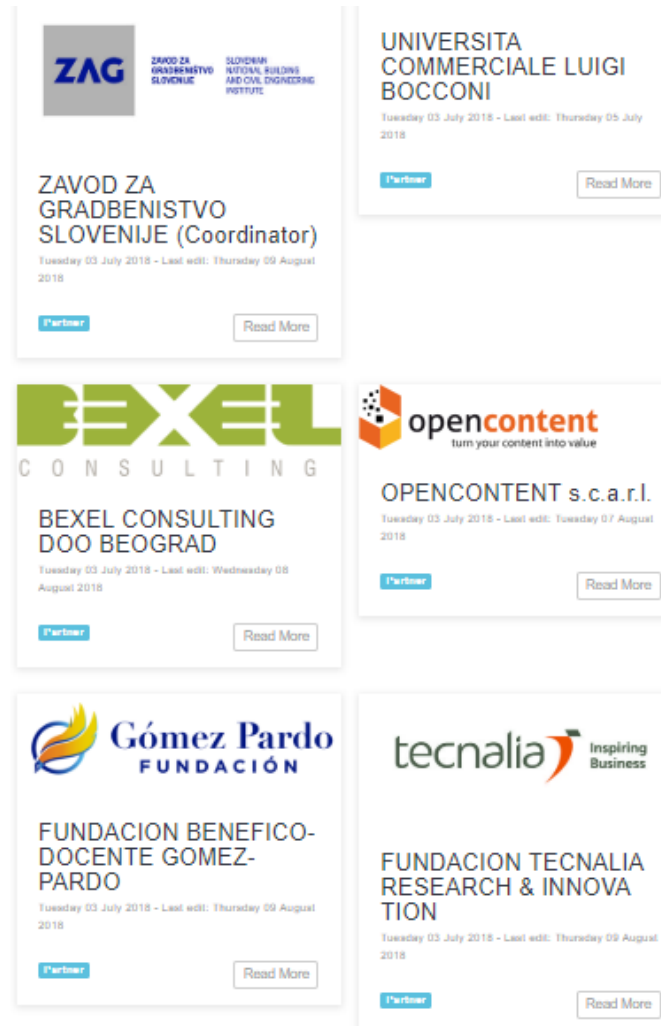 ZAG
ZAVOD ZA
GRADBENIŠTVO
SLOVENIJE
SLOVENIAN
NATIONAL BUILDING
AND CIVIL ENGINEERING
INSTITUTE
ZAVOD ZA
GRADBENISTVO
SLOVENIJE (Coordinator)
Tuesday 03 July 2018 - Last edit: Thursday 09 August
2018
Partner
Read More
UNIVERSITA
COMMERCIALE LUIGI
BOCCONI
Tuesday 03 July 2018 - Last edit: Thursday 05 July
2018
Partner
Read More
BEXEL
CONSULTING
BEXEL CONSULTING
DOO BEOGRAD
Tuesday 03 July 2018 - Last edit: Wednesday 08
August 2018
Partner
Read More
opencontent
turn your content into value
OPENCONTENT s.c.a.r.l.
Tuesday 03 July 2018 - Last edit: Tuesday 07 August
2018
Partner
Read More
Gómez Pardo
FUNDACIÓN
FUNDACION BENEFICO-
DOCENTE GOMEZ-
PARDO
Tuesday 03 July 2018 - Last edit: Thursday 09 August
2018
Partner
Read More
tecnalia
Inspiring
Business
FUNDACION TECNALIA
RESEARCH & INNOVA
TION
Tuesday 03 July 2018 - Last edit: Thursday 09 August
2018
Partner
Read More